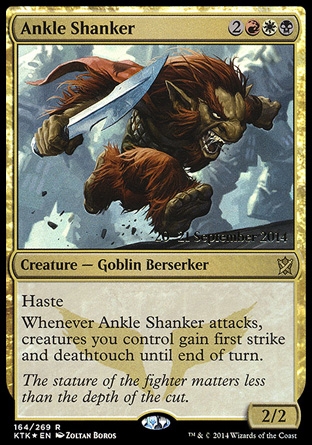 Ankle Shanker 2
20–21 September 2014
Creature — Goblin Berserker
Haste
Whenever Ankle Shanker attacks,
creatures you control gain first strike
and deathtouch until end of turn.
The stature of the fighter matters less
than the depth of the cut.
2/2
164/269 R
KTK ★ EN Zoltan Boros
™ & © 2014 Wizards of the Coast